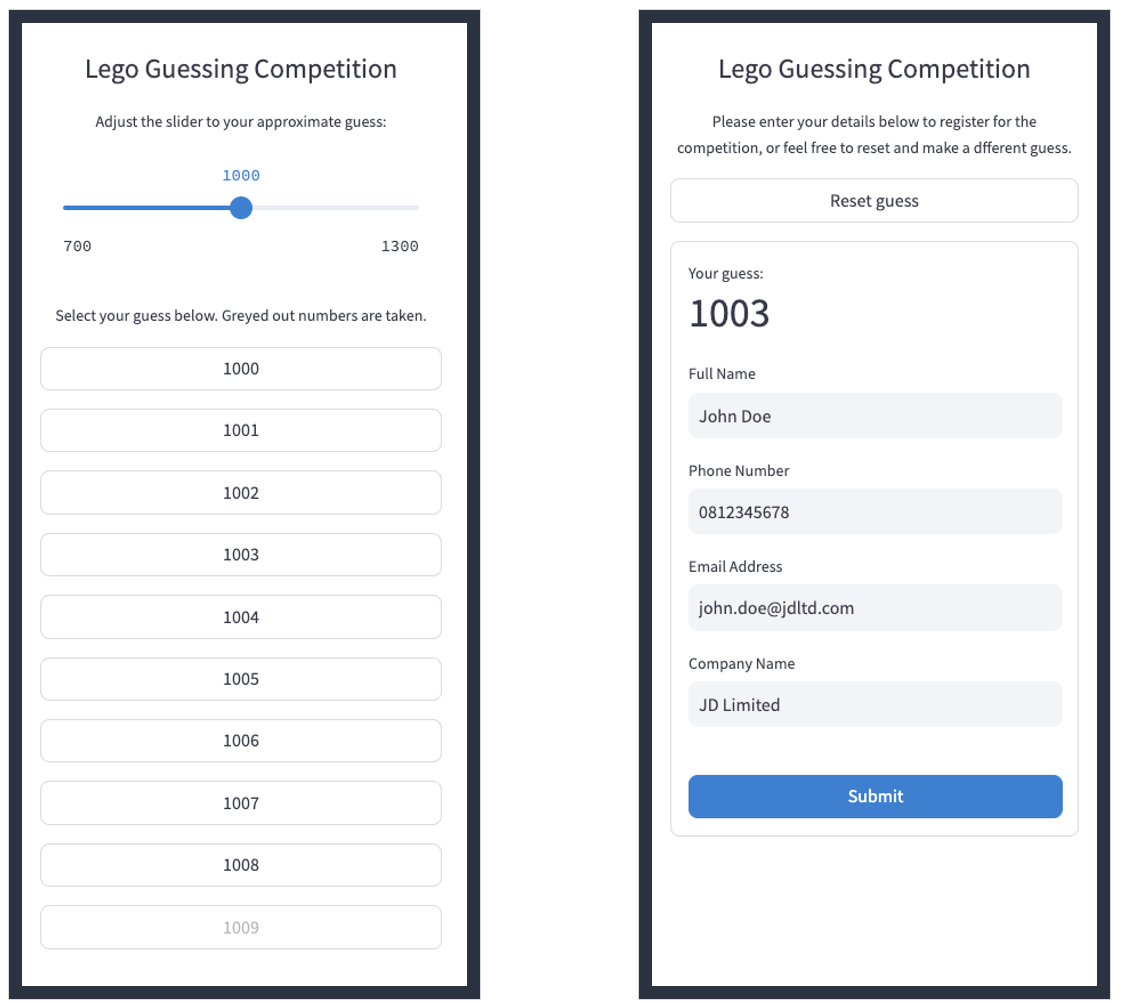 Lego Guessing Competition
Adjust the slider to your approximate guess:
1000
700 1300
Select your guess below. Greyed out numbers are taken.
1000
1001
1002
1003
1004
1005
1006
1007
1008
1009
Lego Guessing Competition
Please enter your details below to register for the
competition, or feel free to reset and make a dfferent guess.
Reset guess
Your guess:
1003
Full Name
John Doe
Phone Number
0812345678
Email Address
john.doe@jdltd.com
Company Name
JD Limited
Submit